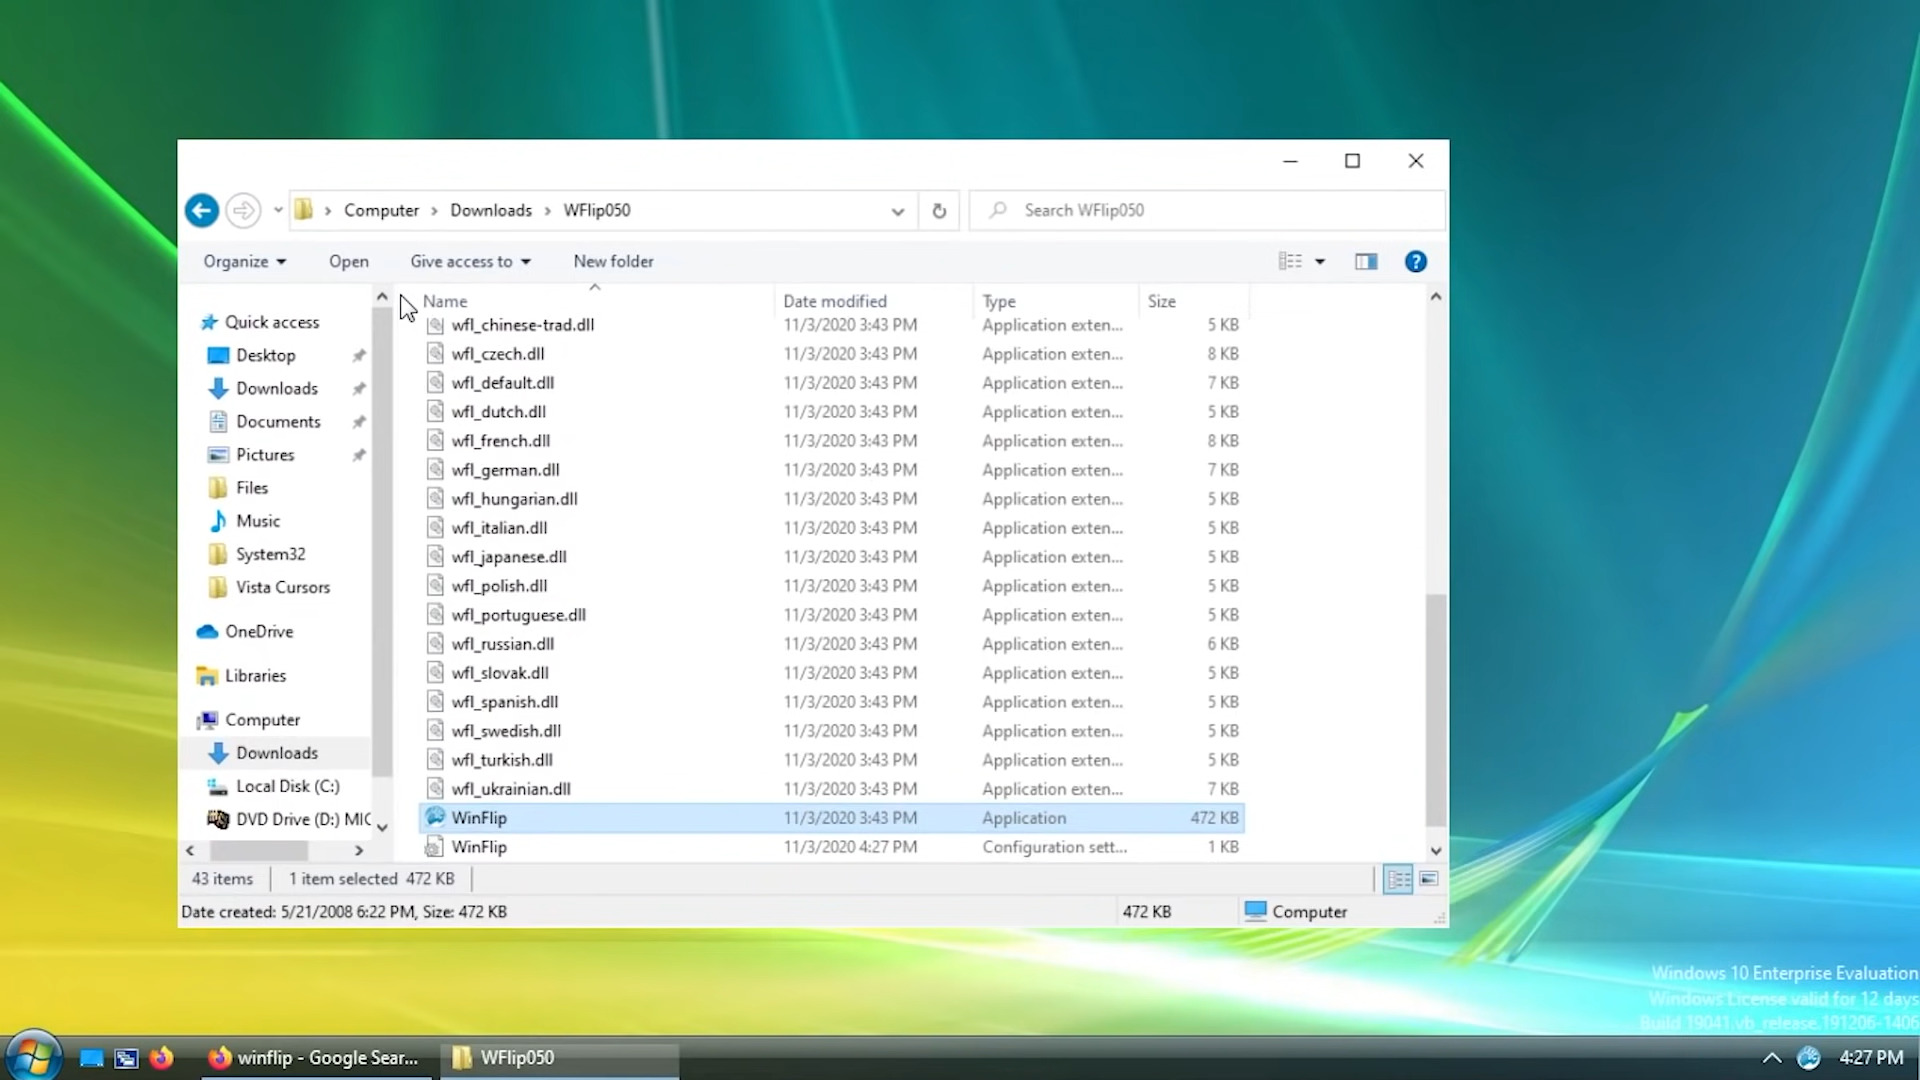 Computer > Downloads > WFlip050
Search WFlip050
Organize Open Give access to New folder
?
Name Date modified Type Size
wfl_chinese-trad.dll 11/3/2020 3:43 PM Application exten... 5 KB
wfl_czech.dll 11/3/2020 3:43 PM Application exten... 8 KB
wfl_default.dll 11/3/2020 3:43 PM Application exten... 7 KB
wfl_dutch.dll 11/3/2020 3:43 PM Application exten... 5 KB
wfl_french.dll 11/3/2020 3:43 PM Application exten... 8 KB
wfl_german.dll 11/3/2020 3:43 PM Application exten... 7 KB
wfl_hungarian.dll 11/3/2020 3:43 PM Application exten... 5 KB
wfl_italian.dll 11/3/2020 3:43 PM Application exten... 5 KB
wfl_japanese.dll 11/3/2020 3:43 PM Application exten... 5 KB
wfl_polish.dll 11/3/2020 3:43 PM Application exten... 5 KB
wfl_portuguese.dll 11/3/2020 3:43 PM Application exten... 5 KB
wfl_russian.dll 11/3/2020 3:43 PM Application exten... 6 KB
wfl_slovak.dll 11/3/2020 3:43 PM Application exten... 5 KB
wfl_spanish.dll 11/3/2020 3:43 PM Application exten... 5 KB
wfl_swedish.dll 11/3/2020 3:43 PM Application exten... 5 KB
wfl_turkish.dll 11/3/2020 3:43 PM Application exten... 5 KB
wfl_ukrainian.dll 11/3/2020 3:43 PM Application exten... 7 KB
WinFlip 11/3/2020 3:43 PM Application 472 KB
WinFlip 11/3/2020 4:27 PM Configuration sett... 1 KB
Quick access
Desktop
Downloads
Documents
Pictures
Files
Music
System32
Vista Cursors
OneDrive
Libraries
Computer
Downloads
Local Disk (C:)
DVD Drive (D:) MIC
43 items 1 item selected 472 KB
Date created: 5/21/2008 6:22 PM, Size: 472 KB 472 KB Computer
Windows 10 Enterprise Evaluation
Windows License valid for 12 days
Build 19041.vb_release.191206-1406
winflip - Google Sear... WFlip050 4:27 PM